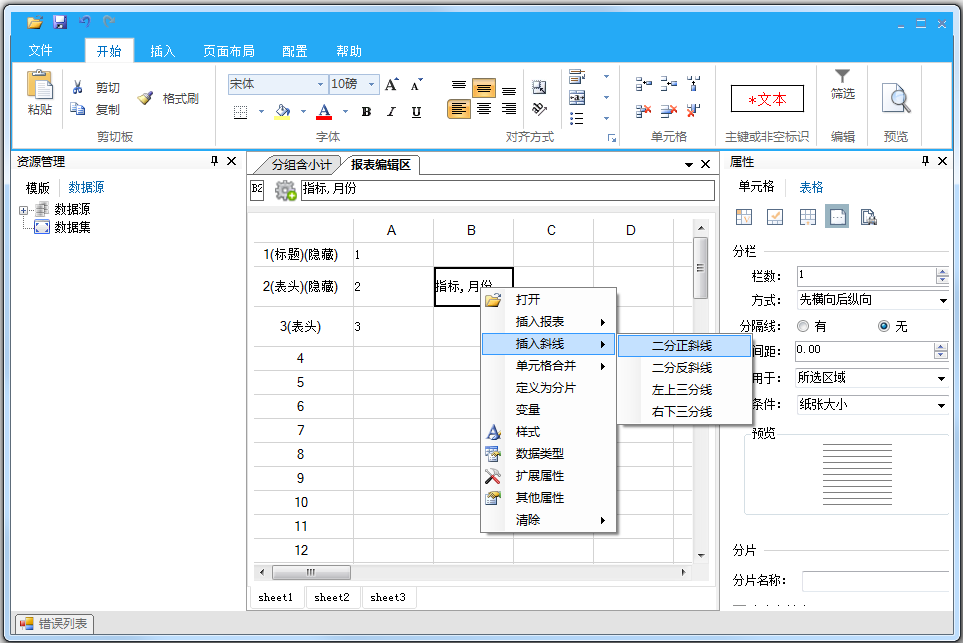 文件 开始 插入 页面布局 配置 帮助
粘贴 剪切 复制 格式刷
剪切板
宋体 10磅 A A
A B I U
字体
对齐方式
单元格
*文本
主键或非空标识
筛选
编辑
预览
资源管理
模版 数据源
数据源
数据集
分组含小计 报表编辑区
B2 指标,月份
A B C D
1(标题)(隐藏) 1
2(表头)(隐藏) 2 指标,月份
3(表头) 3
4
5
6
7
8
9
10
11
12
打开
插入报表
插入斜线
单元格合并
定义为分片
变量
样式
数据类型
扩展属性
其他属性
清除
二分正斜线
二分反斜线
左上三分线
右下三分线
sheet1 sheet2 sheet3
属性
单元格 表格
分栏
栏数: 1
方式: 先横向后纵向
分隔线: 有 无
间距: 0.00
用于: 所选区域
条件: 纸张大小
预览
分片
分片名称:
错误列表